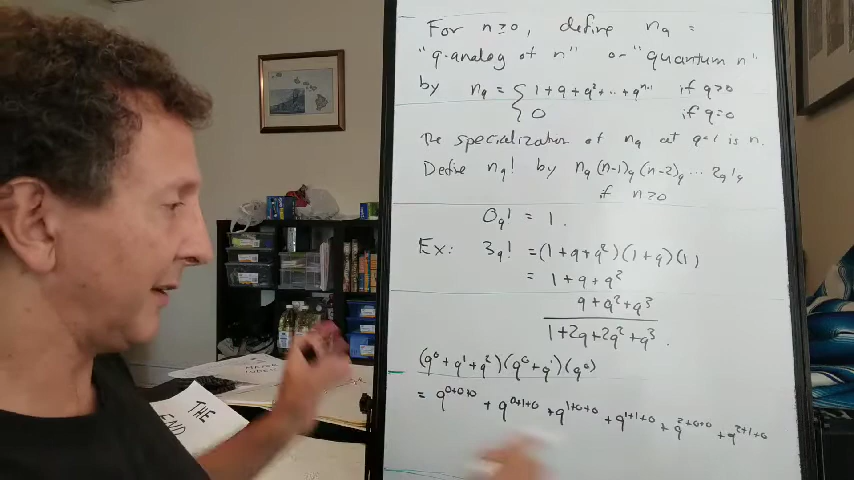 For n≥0, define n_q =
"q-analog of n" or "quantum n"
by n_q = { 1+q+q²+...+q^{n-1} if q>0
0 if q=0
The specialization of n_q at q=1 is n.
Define n_q! by n_q (n-1)_q (n-2)_q ... 2_q 1_q
if n≥0
0_q! = 1.
Ex: 3_q! = (1+q+q²)(1+q)(1)
= 1+q+q²
q+q²+q³
1+2q+2q²+q³.
(q⁰+q¹+q²)(q⁰+q¹)(q⁰)
= q^{0+0+0} + q^{0+1+0} + q^{1+0+0} + q^{1+1+0} + q^{2+0+0} + q^{2+1+0}
THE
END